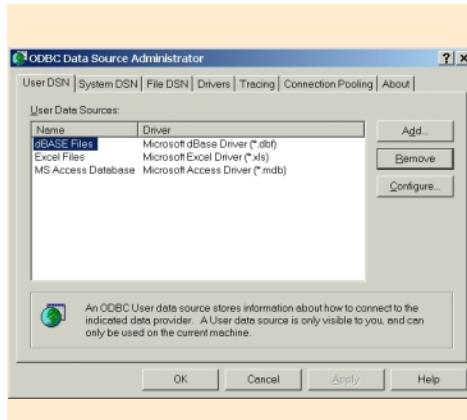 ODBC Data Source Administrator
? x
User DSN System DSN File DSN Drivers Tracing Connection Pooling About
User Data Sources:
Name Driver
dBASE Files Microsoft dBase Driver (*.dbf)
Excel Files Microsoft Excel Driver (*.xls)
MS Access Database Microsoft Access Driver (*.mdb)
Add...
Remove
Configure...
An ODBC User data source stores information about how to connect to the
indicated data provider. A User data source is only visible to you, and can
only be used on the current machine.
OK Cancel Apply Help